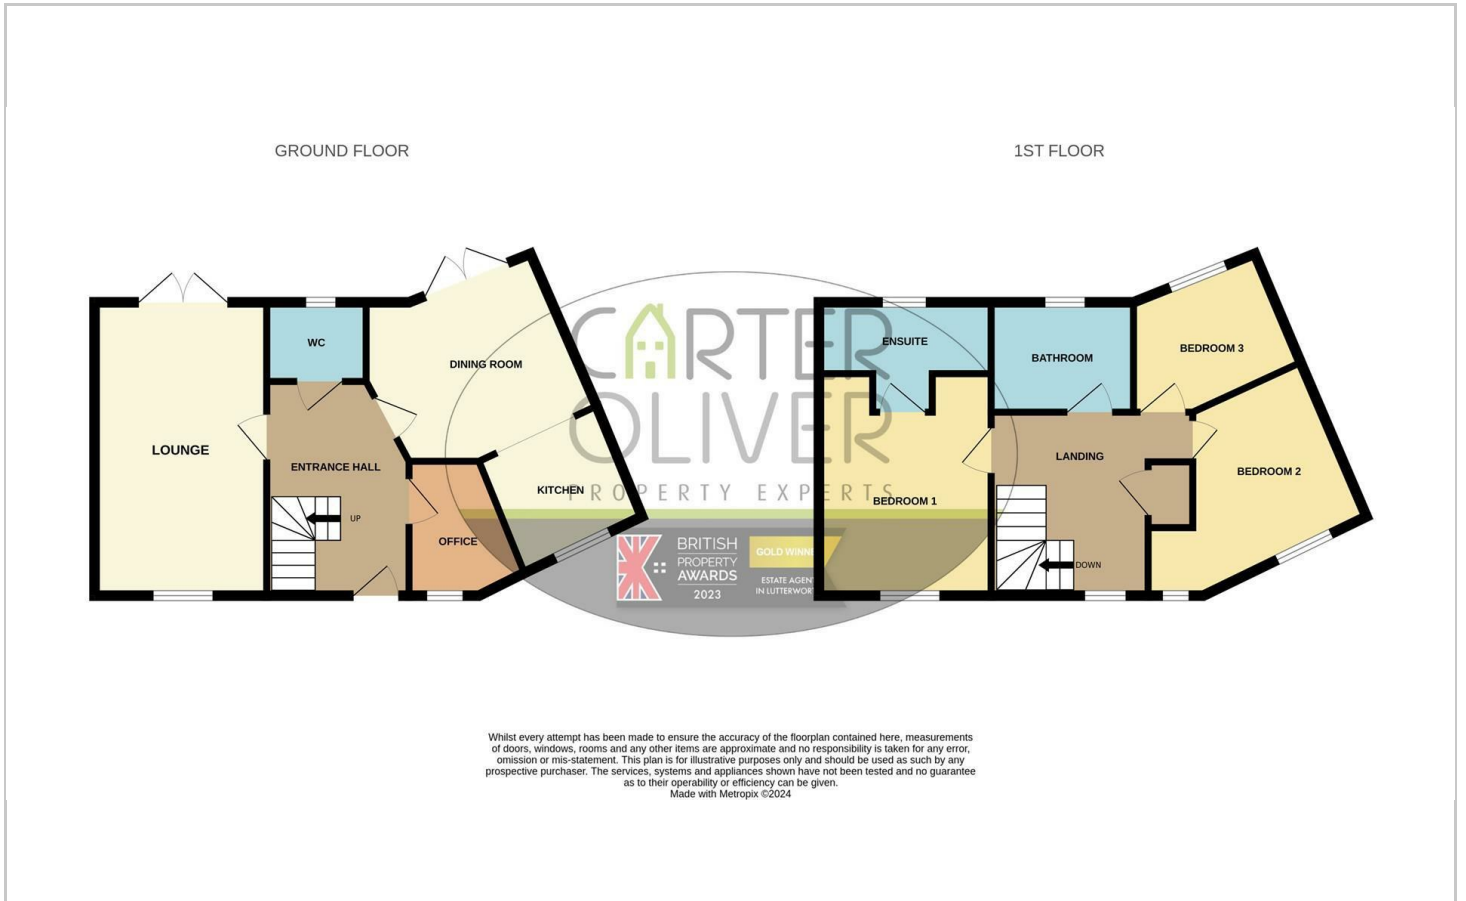 GROUND FLOOR
1ST FLOOR
WC
DINING ROOM
LOUNGE
ENTRANCE HALL
KITCHEN
UP
OFFICE
ENSUITE
BATHROOM
BEDROOM 3
LANDING
BEDROOM 2
BEDROOM 1
DOWN
CARTER
OLIVER
PROPERTY EXPERTS
BRITISH
PROPERTY
AWARDS
2023
GOLD WINN
ESTATE AGEN
IN LUTTERWOR
Whilst every attempt has been made to ensure the accuracy of the floorplan contained here, measurements
of doors, windows, rooms and any other items are approximate and no responsibility is taken for any error,
omission or mis-statement. This plan is for illustrative purposes only and should be used as such by any
prospective purchaser. The services, systems and appliances shown have not been tested and no guarantee
as to their operability or efficiency can be given.
Made with Metropix ©2024